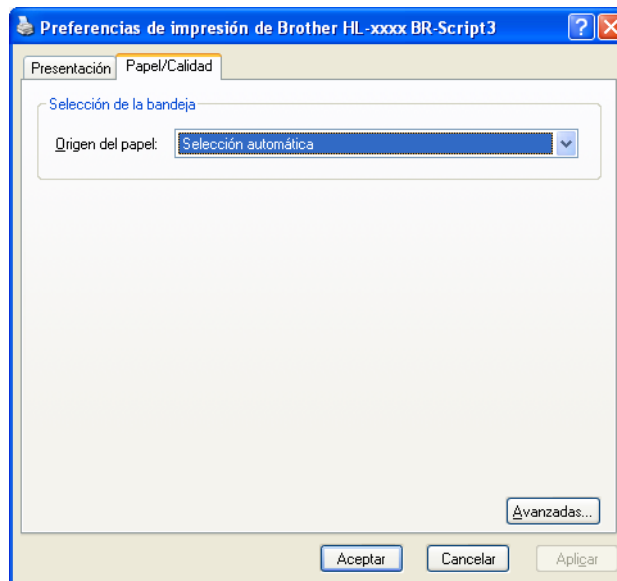 Preferencias de impresión de Brother HL-xxxx BR-Script3
Presentación Papel/Calidad
Selección de la bandeja
Origen del papel: Selección automática
Avanzadas...
Aceptar Cancelar Aplicar